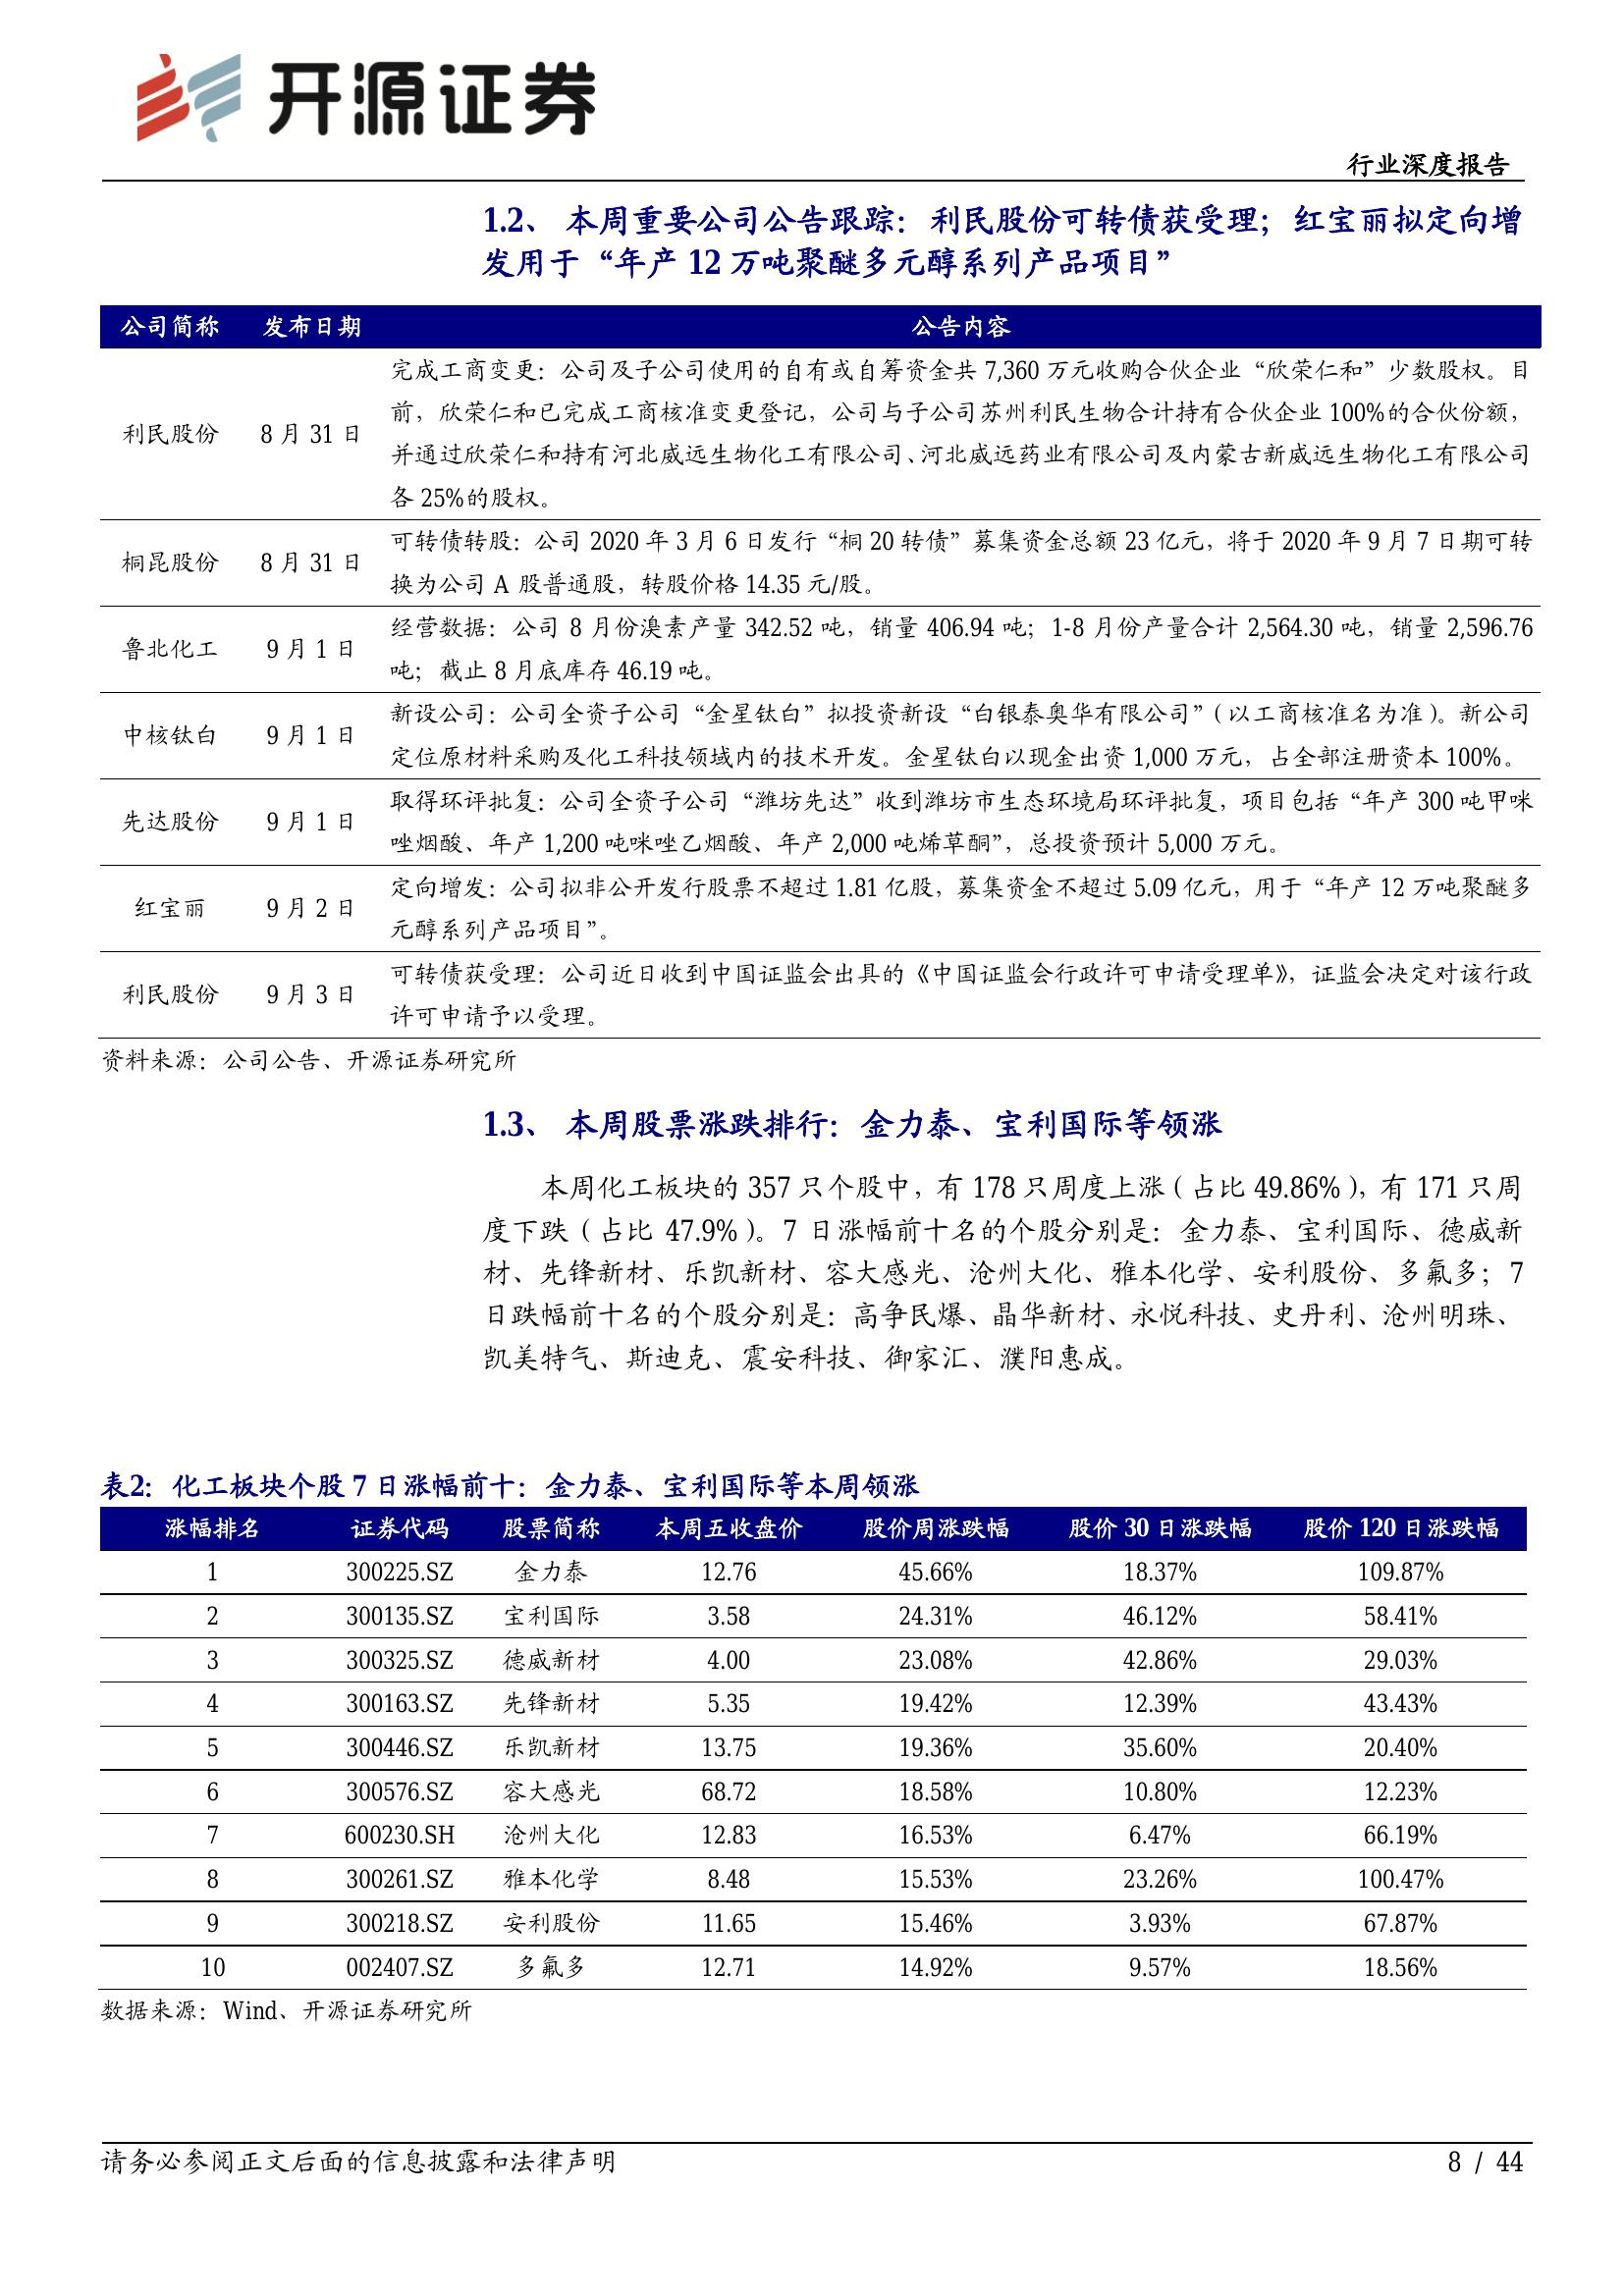 开源证券
行业深度报告
1.2、 本周重要公司公告跟踪：利民股份可转债获受理；红宝丽拟定向增
发用于“年产 12 万吨聚醚多元醇系列产品项目”
公司简称 发布日期 公告内容
完成工商变更：公司及子公司使用的自有或自筹资金共 7,360 万元收购合伙企业“欣荣仁和”少数股权。目
前，欣荣仁和已完成工商核准变更登记，公司与子公司苏州利民生物合计持有合伙企业 100%的合伙份额，
利民股份 8 月 31 日
并通过欣荣仁和持有河北威远生物化工有限公司、河北威远药业有限公司及内蒙古新威远生物化工有限公司
各 25%的股权。
可转债转股：公司 2020 年 3 月 6 日发行“桐 20 转债”募集资金总额 23 亿元，将于 2020 年 9 月 7 日期可转
桐昆股份 8 月 31 日
换为公司 A 股普通股，转股价格 14.35 元/股。
经营数据：公司 8 月份溴素产量 342.52 吨，销量 406.94 吨；1-8 月份产量合计 2,564.30 吨，销量 2,596.76
鲁北化工 9 月 1 日
吨；截止 8 月底库存 46.19 吨。
新设公司：公司全资子公司“金星钛白”拟投资新设“白银泰奥华有限公司”（以工商核准名为准）。新公司
中核钛白 9 月 1 日
定位原材料采购及化工科技领域内的技术开发。金星钛白以现金出资 1,000 万元，占全部注册资本 100%。
取得环评批复：公司全资子公司“潍坊先达”收到潍坊市生态环境局环评批复，项目包括“年产 300 吨甲咪
先达股份 9 月 1 日
唑烟酸、年产 1,200 吨咪唑乙烟酸、年产 2,000 吨烯草酮”，总投资预计 5,000 万元。
定向增发：公司拟非公开发行股票不超过 1.81 亿股，募集资金不超过 5.09 亿元，用于“年产 12 万吨聚醚多
红宝丽 9 月 2 日
元醇系列产品项目”。
可转债获受理：公司近日收到中国证监会出具的《中国证监会行政许可申请受理单》，证监会决定对该行政
利民股份 9 月 3 日
许可申请予以受理。
资料来源：公司公告、开源证券研究所
1.3、 本周股票涨跌排行：金力泰、宝利国际等领涨
本周化工板块的 357 只个股中，有 178 只周度上涨（占比 49.86%），有 171 只周
度下跌（占比 47.9%）。7 日涨幅前十名的个股分别是：金力泰、宝利国际、德威新
材、先锋新材、乐凯新材、容大感光、沧州大化、雅本化学、安利股份、多氟多；7
日跌幅前十名的个股分别是：高争民爆、晶华新材、永悦科技、史丹利、沧州明珠、
凯美特气、斯迪克、震安科技、御家汇、濮阳惠成。
表2：化工板块个股 7 日涨幅前十：金力泰、宝利国际等本周领涨
涨幅排名 证券代码 股票简称 本周五收盘价 股价周涨跌幅 股价 30 日涨跌幅 股价 120 日涨跌幅
1 300225.SZ 金力泰 12.76 45.66% 18.37% 109.87%
2 300135.SZ 宝利国际 3.58 24.31% 46.12% 58.41%
3 300325.SZ 德威新材 4.00 23.08% 42.86% 29.03%
4 300163.SZ 先锋新材 5.35 19.42% 12.39% 43.43%
5 300446.SZ 乐凯新材 13.75 19.36% 35.60% 20.40%
6 300576.SZ 容大感光 68.72 18.58% 10.80% 12.23%
7 600230.SH 沧州大化 12.83 16.53% 6.47% 66.19%
8 300261.SZ 雅本化学 8.48 15.53% 23.26% 100.47%
9 300218.SZ 安利股份 11.65 15.46% 3.93% 67.87%
10 002407.SZ 多氟多 12.71 14.92% 9.57% 18.56%
数据来源：Wind、开源证券研究所
请务必参阅正文后面的信息披露和法律声明 8 / 44